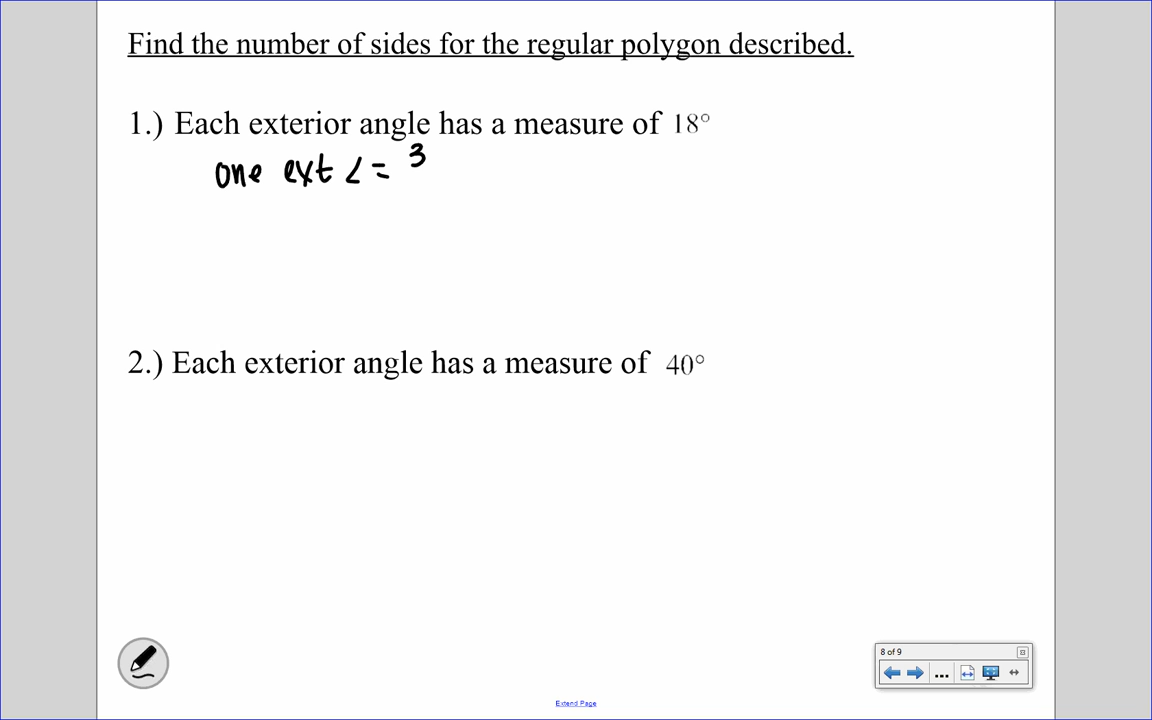 Find the number of sides for the regular polygon described.
1.) Each exterior angle has a measure of 18°
one ext ∠ = 3
2.) Each exterior angle has a measure of 40°
8 of 9
...
Extend Page